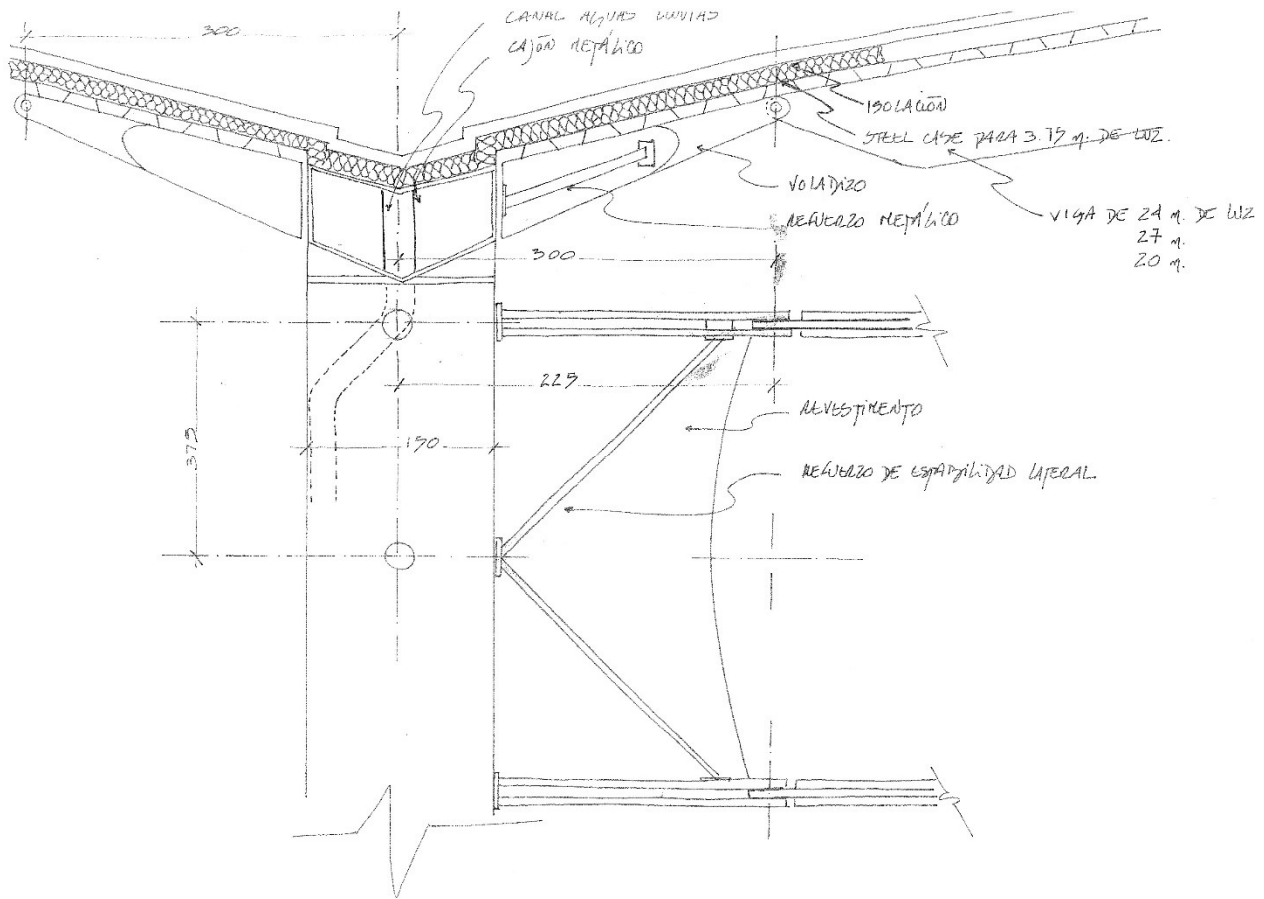 300
CANAL AGUAS LLUVIAS
CAJÓN METÁLICO
ISOLACIÓN
STEEL CASE PARA 3.75 m. DE LUZ.
VOLADIZO
REFUERZO METÁLICO
VIGA DE 24 m. DE LUZ
27 m.
20 m.
300
225
375
150
REVESTIMENTO
REFUERZO DE ESTABILIDAD LATERAL